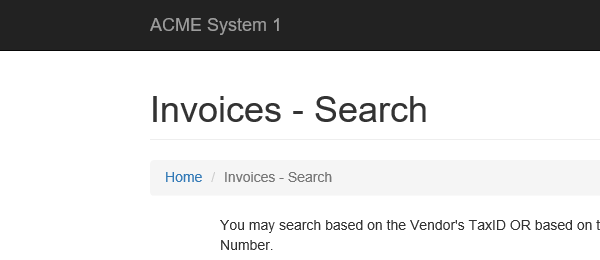 ACME System 1
Invoices - Search
Home / Invoices - Search
You may search based on the Vendor's TaxID OR based on
Number.